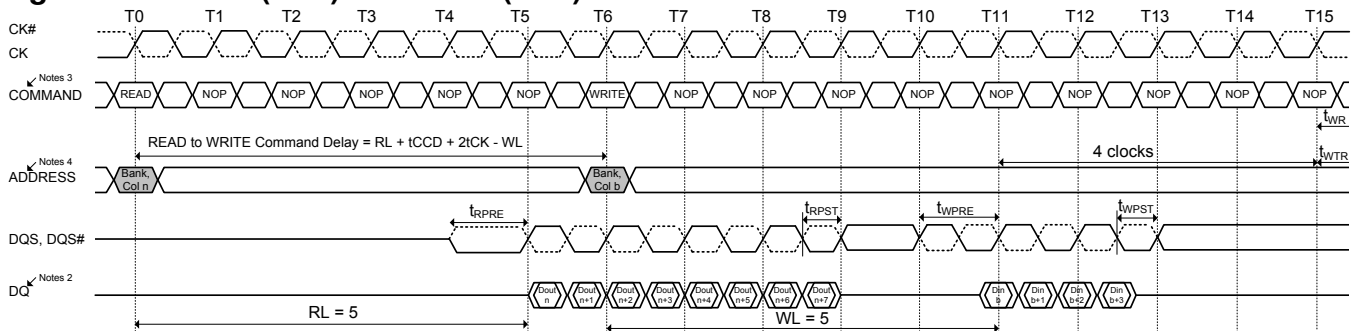 T0 T1 T2 T3 T4 T5 T6 T7 T8 T9 T10 T11 T12 T13 T14 T15
CK#
CK
Notes 3
COMMAND READ NOP NOP NOP NOP NOP WRITE NOP NOP NOP NOP NOP NOP NOP NOP NOP
tWR
READ to WRITE Command Delay = RL + tCCD + 2tCK - WL
4 clocks
tWTR
Notes 4
ADDRESS
Bank, Bank,
Col n Col b
tRPRE tRPST tWPRE tWPST
DQS, DQS#
Notes 2
DQ
Dout Dout Dout Dout Dout Dout Dout Dout Din Din Din Din
n n+1 n+2 n+3 n+4 n+5 n+6 n+7 b b+1 b+2 b+3
RL = 5 WL = 5